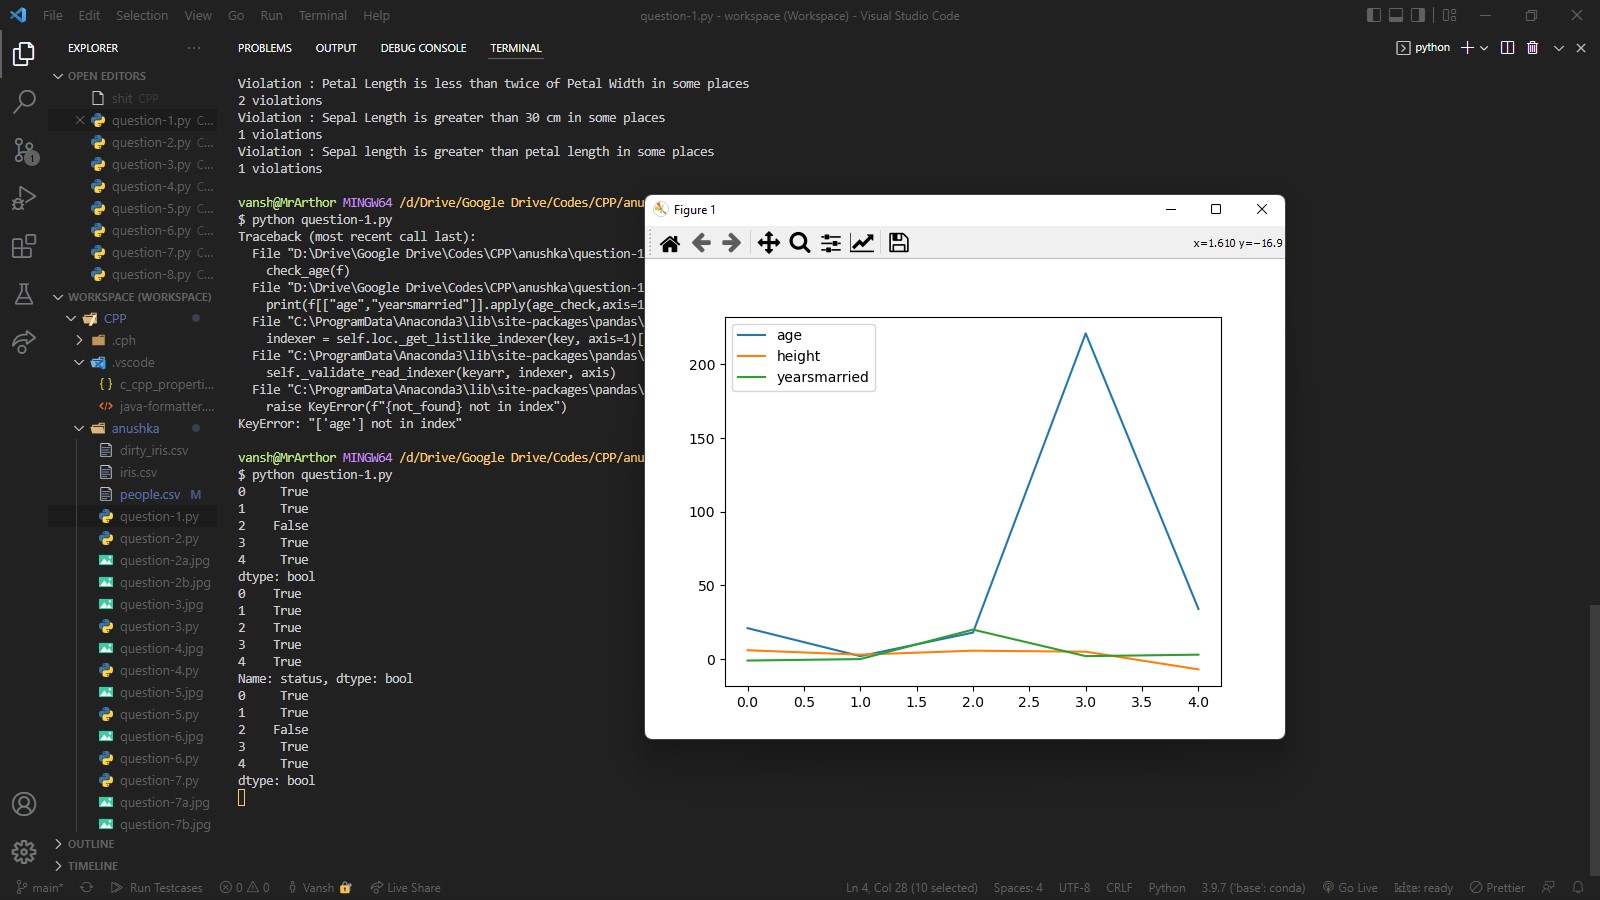 File Edit Selection View Go Run Terminal Help
question-1.py - workspace (Workspace) - Visual Studio Code
EXPLORER
OPEN EDITORS
shit CPP
question-1.py C...
question-2.py C...
question-3.py C...
question-4.py C...
question-5.py C...
question-6.py C...
question-7.py C...
question-8.py C...
WORKSPACE (WORKSPACE)
CPP
.cph
.vscode
c_cpp_properti...
java-formatter....
anushka
dirty_iris.csv
iris.csv
people.csv M
question-1.py
question-2.py
question-2a.jpg
question-2b.jpg
question-3.jpg
question-3.py
question-4.jpg
question-4.py
question-5.jpg
question-5.py
question-6.jpg
question-6.py
question-7.py
question-7a.jpg
question-7b.jpg
OUTLINE
TIMELINE
1
PROBLEMS OUTPUT DEBUG CONSOLE TERMINAL
python
Violation : Petal Length is less than twice of Petal Width in some places
2 violations
Violation : Sepal Length is greater than 30 cm in some places
1 violations
Violation : Sepal length is greater than petal length in some places
1 violations
vansh@MrArthor MINGW64 /d/Drive/Google Drive/Codes/CPP/anu
$ python question-1.py
Traceback (most recent call last):
File "D:\Drive\Google Drive\Codes\CPP\anushka\question-1
check_age(f)
File "D:\Drive\Google Drive\Codes\CPP\anushka\question-1
print(f[["age","yearsmarried"]].apply(age_check,axis=1
File "C:\ProgramData\Anaconda3\lib\site-packages\pandas\
indexer = self.loc._get_listlike_indexer(key, axis=1)[
File "C:\ProgramData\Anaconda3\lib\site-packages\pandas\
self._validate_read_indexer(keyarr, indexer, axis)
File "C:\ProgramData\Anaconda3\lib\site-packages\pandas\
raise KeyError(f"{not_found} not in index")
KeyError: "['age'] not in index"
vansh@MrArthor MINGW64 /d/Drive/Google Drive/Codes/CPP/anu
$ python question-1.py
0 True
1 True
2 False
3 True
4 True
dtype: bool
0 True
1 True
2 True
3 True
4 True
Name: status, dtype: bool
0 True
1 True
2 False
3 True
4 True
dtype: bool
Figure 1
x=1.610 y=−16.9
age
height
yearsmarried
200
150
100
50
0
0.0 0.5 1.0 1.5 2.0 2.5 3.0 3.5 4.0
main* Run Testcases 0 0 Vansh Live Share
Ln 4, Col 28 (10 selected) Spaces: 4 UTF-8 CRLF Python 3.9.7 ('base': conda) Go Live kite: ready Prettier